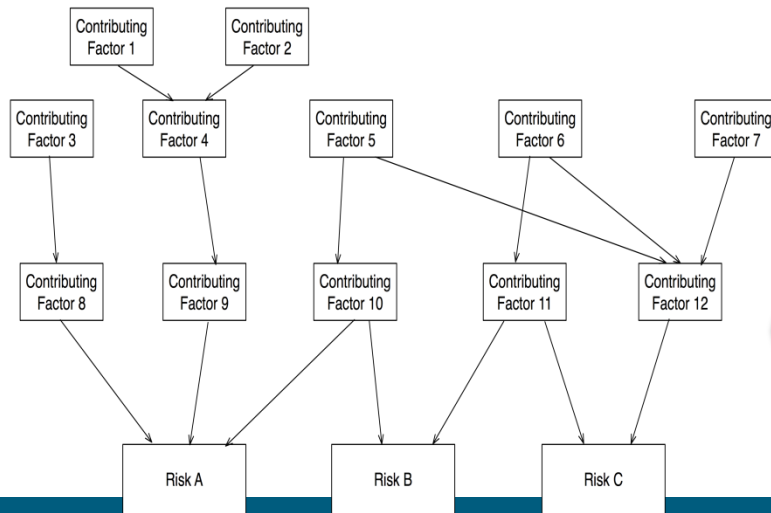 Contributing
Factor 1
Contributing
Factor 2
Contributing
Factor 3
Contributing
Factor 4
Contributing
Factor 5
Contributing
Factor 6
Contributing
Factor 7
Contributing
Factor 8
Contributing
Factor 9
Contributing
Factor 10
Contributing
Factor 11
Contributing
Factor 12
Risk A
Risk B
Risk C